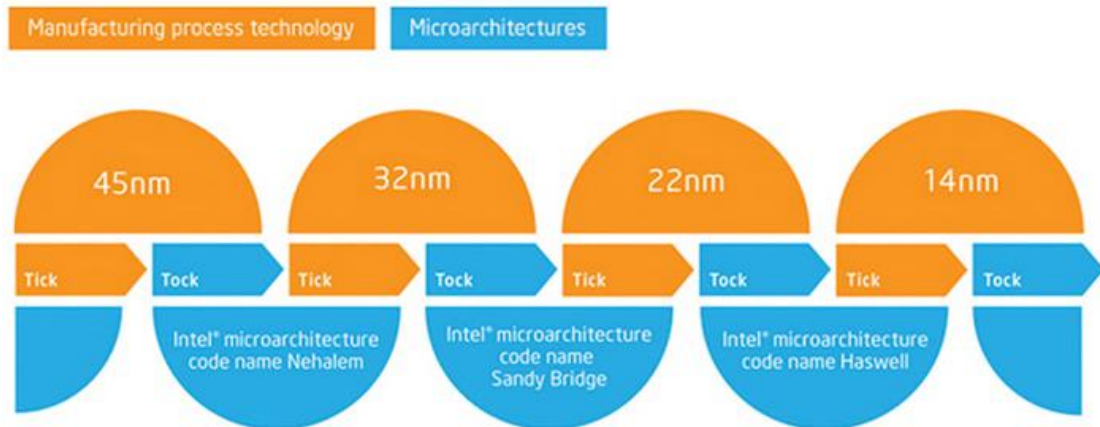 Manufacturing process technology
Microarchitectures
45nm
32nm
22nm
14nm
Tick
Tock
Tick
Tock
Tick
Tock
Tick
Tock
Intel® microarchitecture
code name Nehalem
Intel® microarchitecture
code name
Sandy Bridge
Intel® microarchitecture
code name Haswell